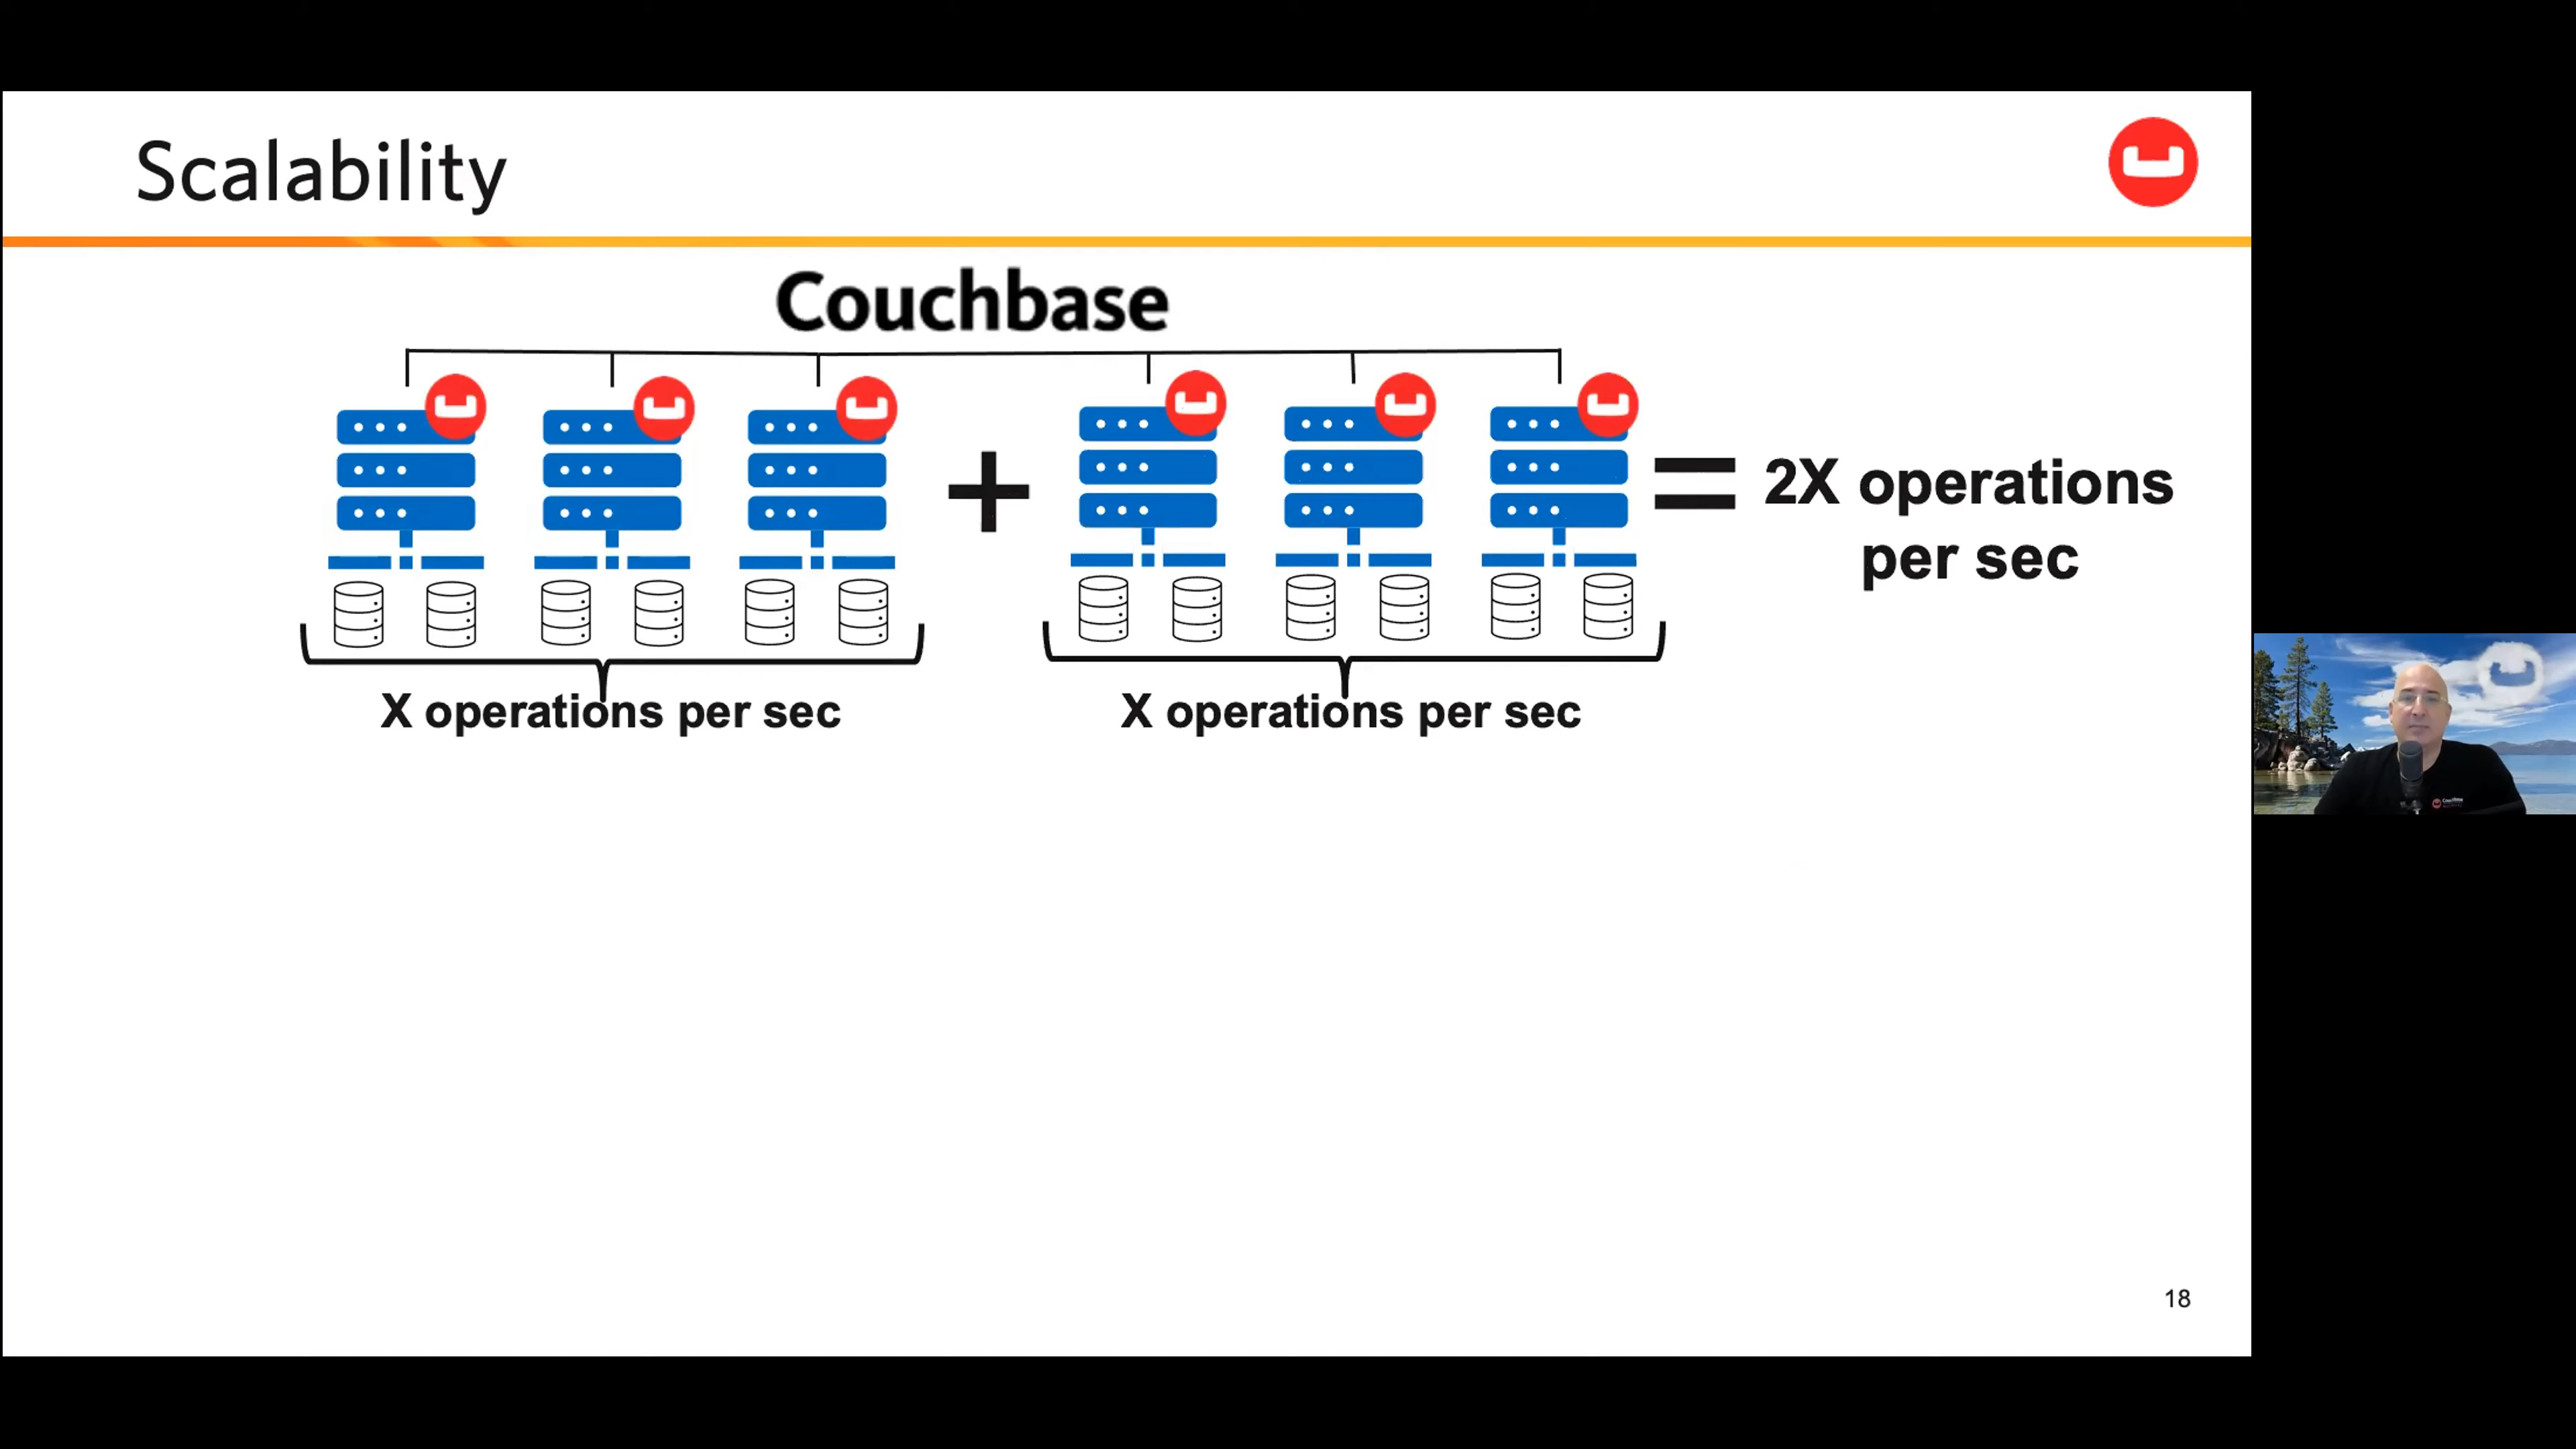 Scalability
Couchbase
2X operations
per sec
X operations per sec
X operations per sec
18